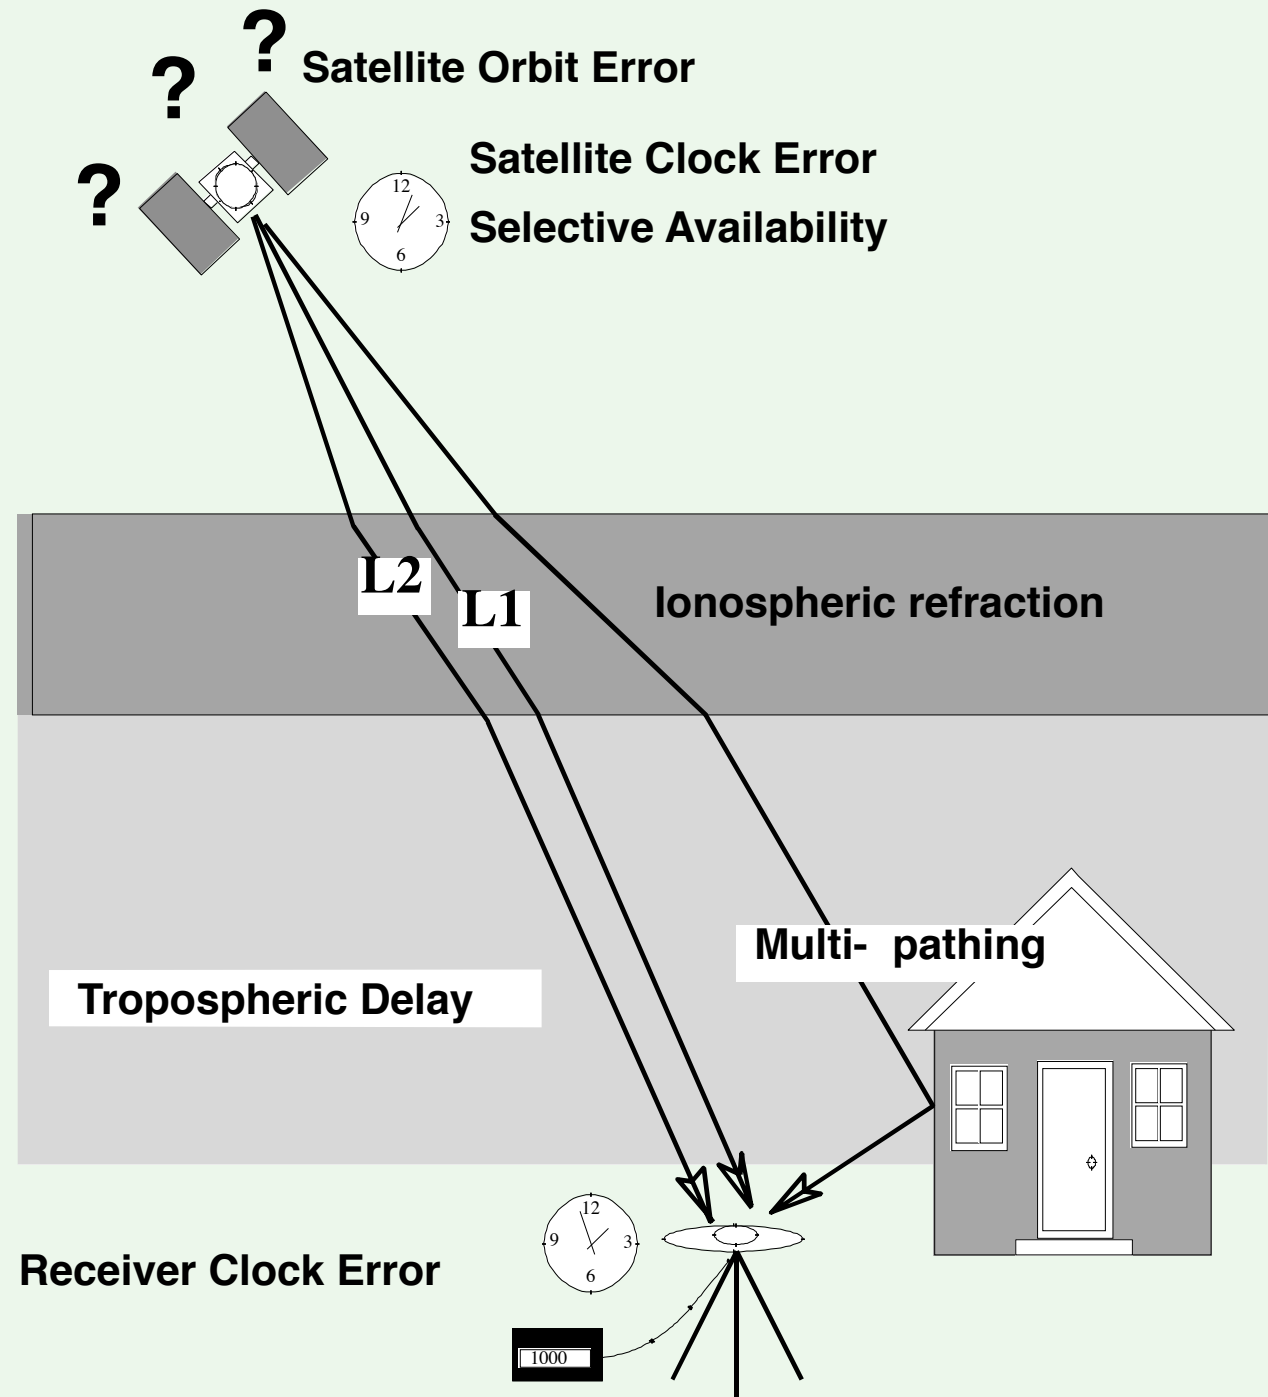 ? ? Satellite Orbit Error
?
Satellite Clock Error
Selective Availability
12
9 3
6
L2
L1
Ionospheric refraction
Multi- pathing
Tropospheric Delay
12
9 3
6
Receiver Clock Error
1000